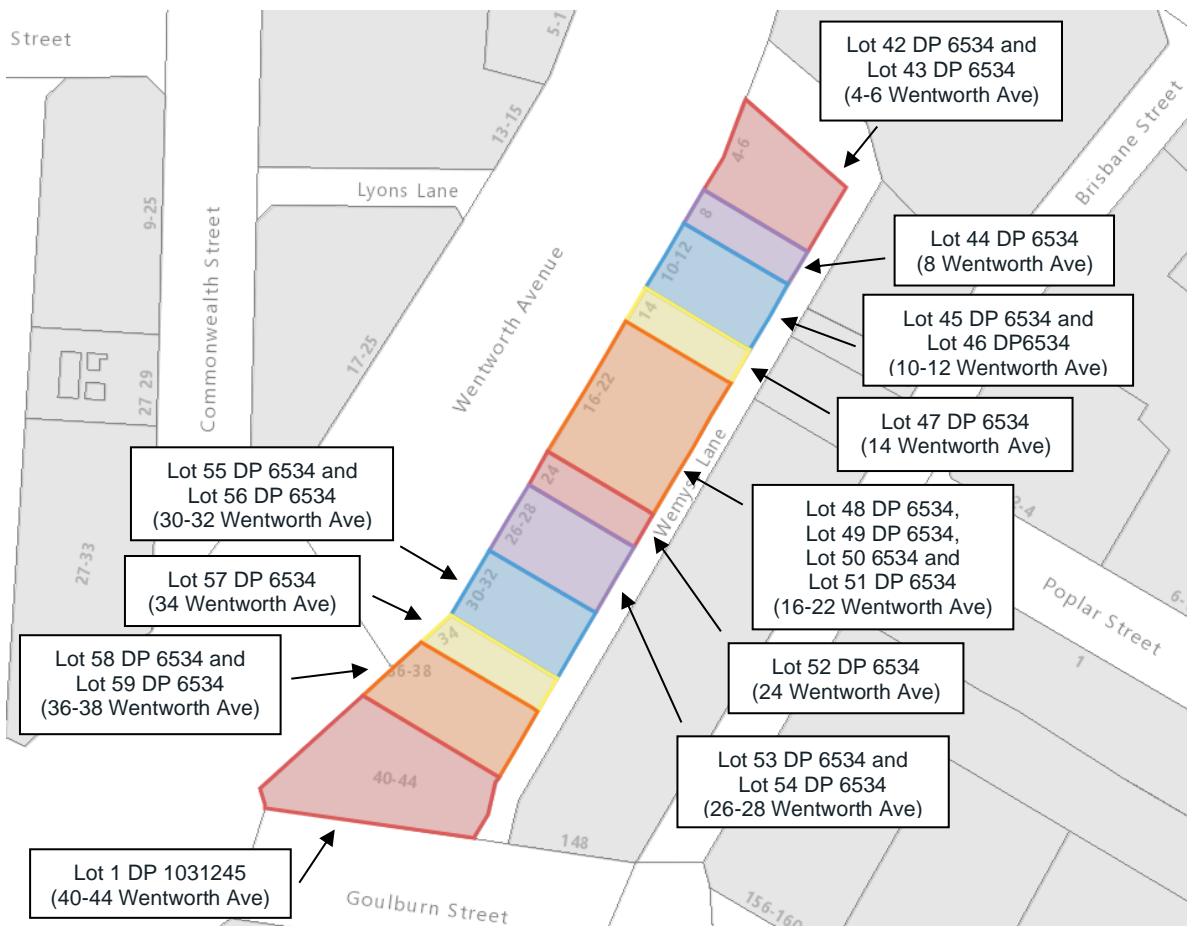 Street
5-1
13-15
Lot 42 DP 6534 and
Lot 43 DP 6534
(4-6 Wentworth Ave)
Brisbane Street
4-6
9-25
Lyons Lane
Commonwealth Street
8
Lot 44 DP 6534
(8 Wentworth Ave)
10-12
Wentworth Avenue
14
Lot 45 DP 6534 and
Lot 46 DP6534
(10-12 Wentworth Ave)
17-25
27 29
16-22
Lot 47 DP 6534
(14 Wentworth Ave)
Lot 55 DP 6534 and
Lot 56 DP 6534
(30-32 Wentworth Ave)
24
Lane
2-4
Lot 48 DP 6534,
Lot 49 DP 6534,
Lot 50 6534 and
Lot 51 DP 6534
(16-22 Wentworth Ave)
26-28
27-33
Lot 57 DP 6534
(34 Wentworth Ave)
30-32
6-
Poplar Street
34
1
Lot 58 DP 6534 and
Lot 59 DP 6534
(36-38 Wentworth Ave)
36-38
Lot 52 DP 6534
(24 Wentworth Ave)
40-44
Lot 53 DP 6534 and
Lot 54 DP 6534
(26-28 Wentworth Ave)
148
Lot 1 DP 1031245
(40-44 Wentworth Ave)
Goulburn Street
156-160